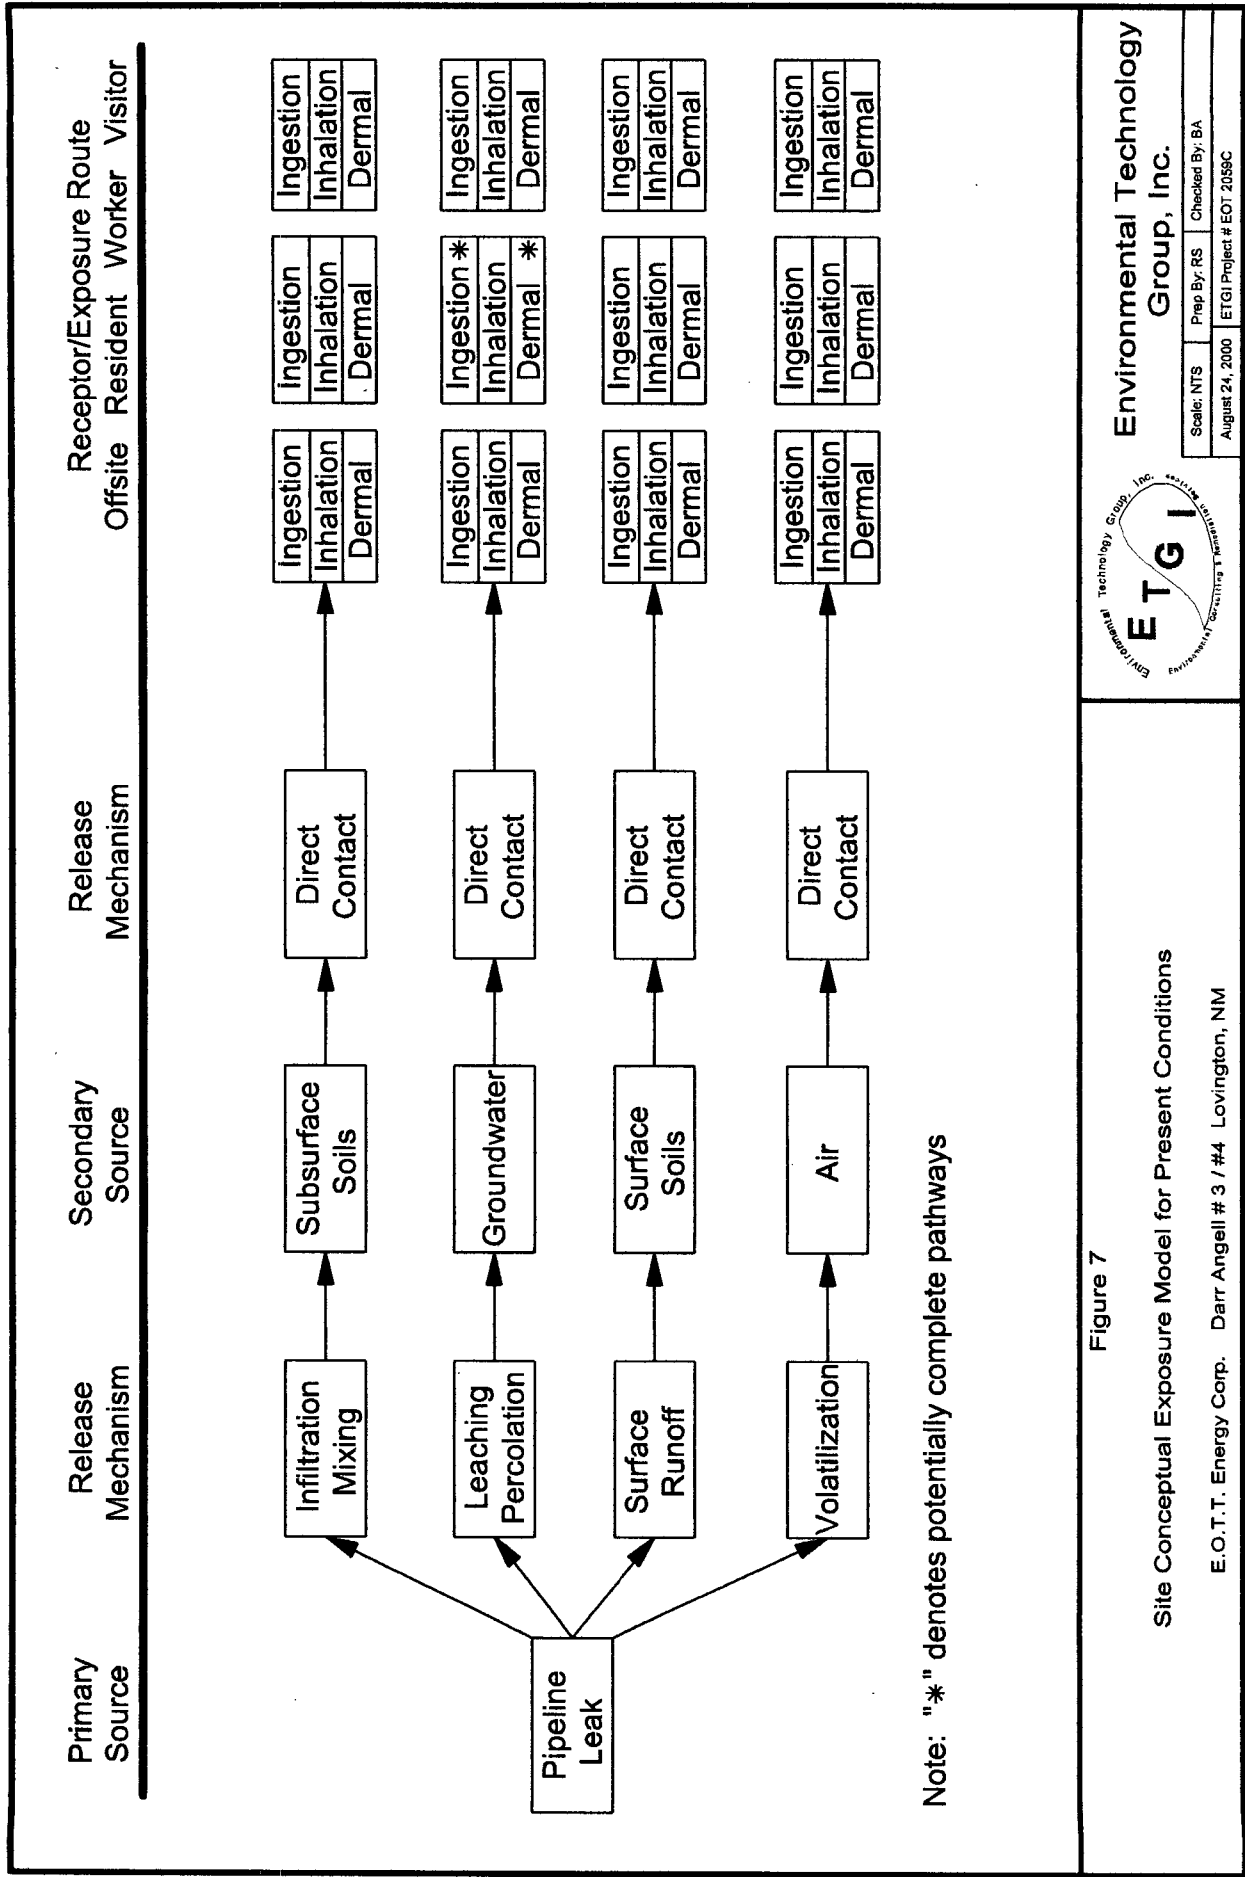 Primary
Source
Release
Mechanism
Secondary
Source
Release
Mechanism
Receptor/Exposure Route
Offsite Resident Worker Visitor
Pipeline
Leak
Infiltration
Mixing
Subsurface
Soils
Direct
Contact
Ingestion
Inhalation
Dermal
Ingestion
Inhalation
Dermal
Ingestion
Inhalation
Dermal
Leaching
Percolation
Groundwater
Direct
Contact
Ingestion
Inhalation
Dermal
Ingestion *
Inhalation
Dermal *
Ingestion
Inhalation
Dermal
Surface
Runoff
Surface
Soils
Direct
Contact
Ingestion
Inhalation
Dermal
Ingestion
Inhalation
Dermal
Ingestion
Inhalation
Dermal
Volatilization
Air
Direct
Contact
Ingestion
Inhalation
Dermal
Ingestion
Inhalation
Dermal
Ingestion
Inhalation
Dermal
Note: "*" denotes potentially complete pathways
Figure 7
Site Conceptual Exposure Model for Present Conditions
E.O.T.T. Energy Corp. Darr Angell # 3 / #4 Lovington, NM
Environmental Technology Group, Inc.
E T G I
Environmental Consulting & Remediation Services
Environmental Technology
Group, Inc.
Scale: NTS
Prep By: RS
Checked By: BA
August 24, 2000
ETGI Project # EOT 2059C